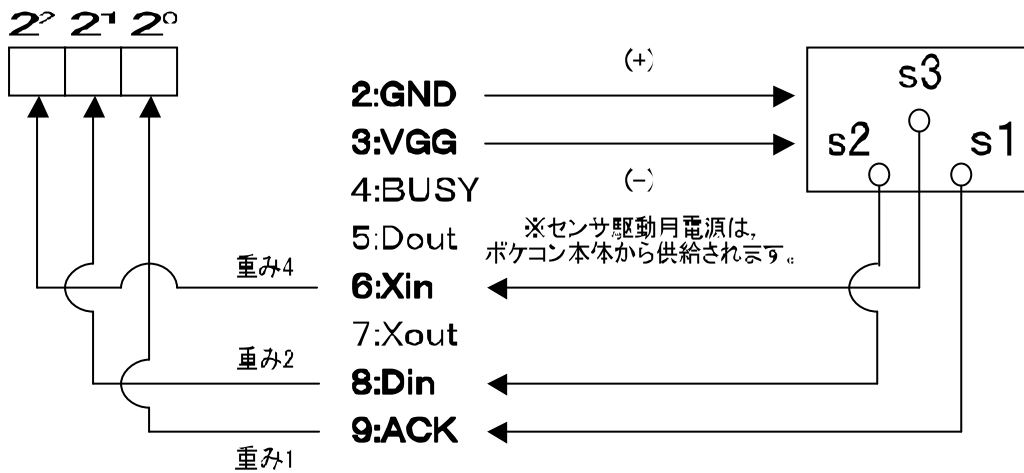 2² 2¹ 2⁰
(+)
s3
2:GND
3:VGG
s2 s1
4:BUSY
(-)
5:Dout
※センサ駆動月電源は,
ボケコン本体から供給されます。
重み4
6:Xin
7:Xout
重み2
8:Din
9:ACK
重み1